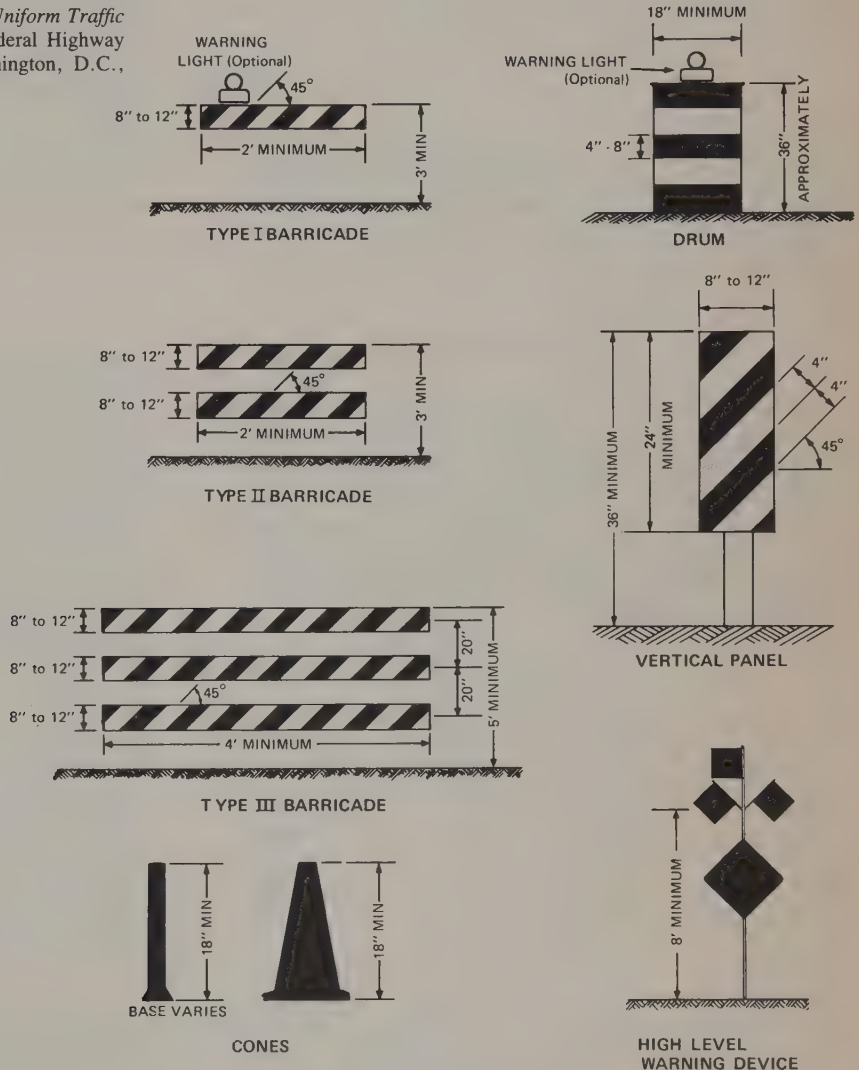 Uniform Traffic
deral Highway
hington, D.C.,
WARNING
LIGHT (Optional)
45°
8" to 12"
2' MINIMUM
3' MIN
TYPE I BARRICADE
18" MINIMUM
WARNING LIGHT
(Optional)
4" - 8"
36"
APPROXIMATELY
DRUM
8" to 12"
8" to 12"
45°
2' MINIMUM
3' MIN
TYPE II BARRICADE
8" to 12"
36" MINIMUM
24"
MINIMUM
4"
4"
45°
VERTICAL PANEL
8" to 12"
8" to 12"
8" to 12"
45°
20"
20"
5' MINIMUM
4' MINIMUM
TYPE III BARRICADE
18" MIN
18" MIN
BASE VARIES
CONES
8' MINIMUM
HIGH LEVEL
WARNING DEVICE